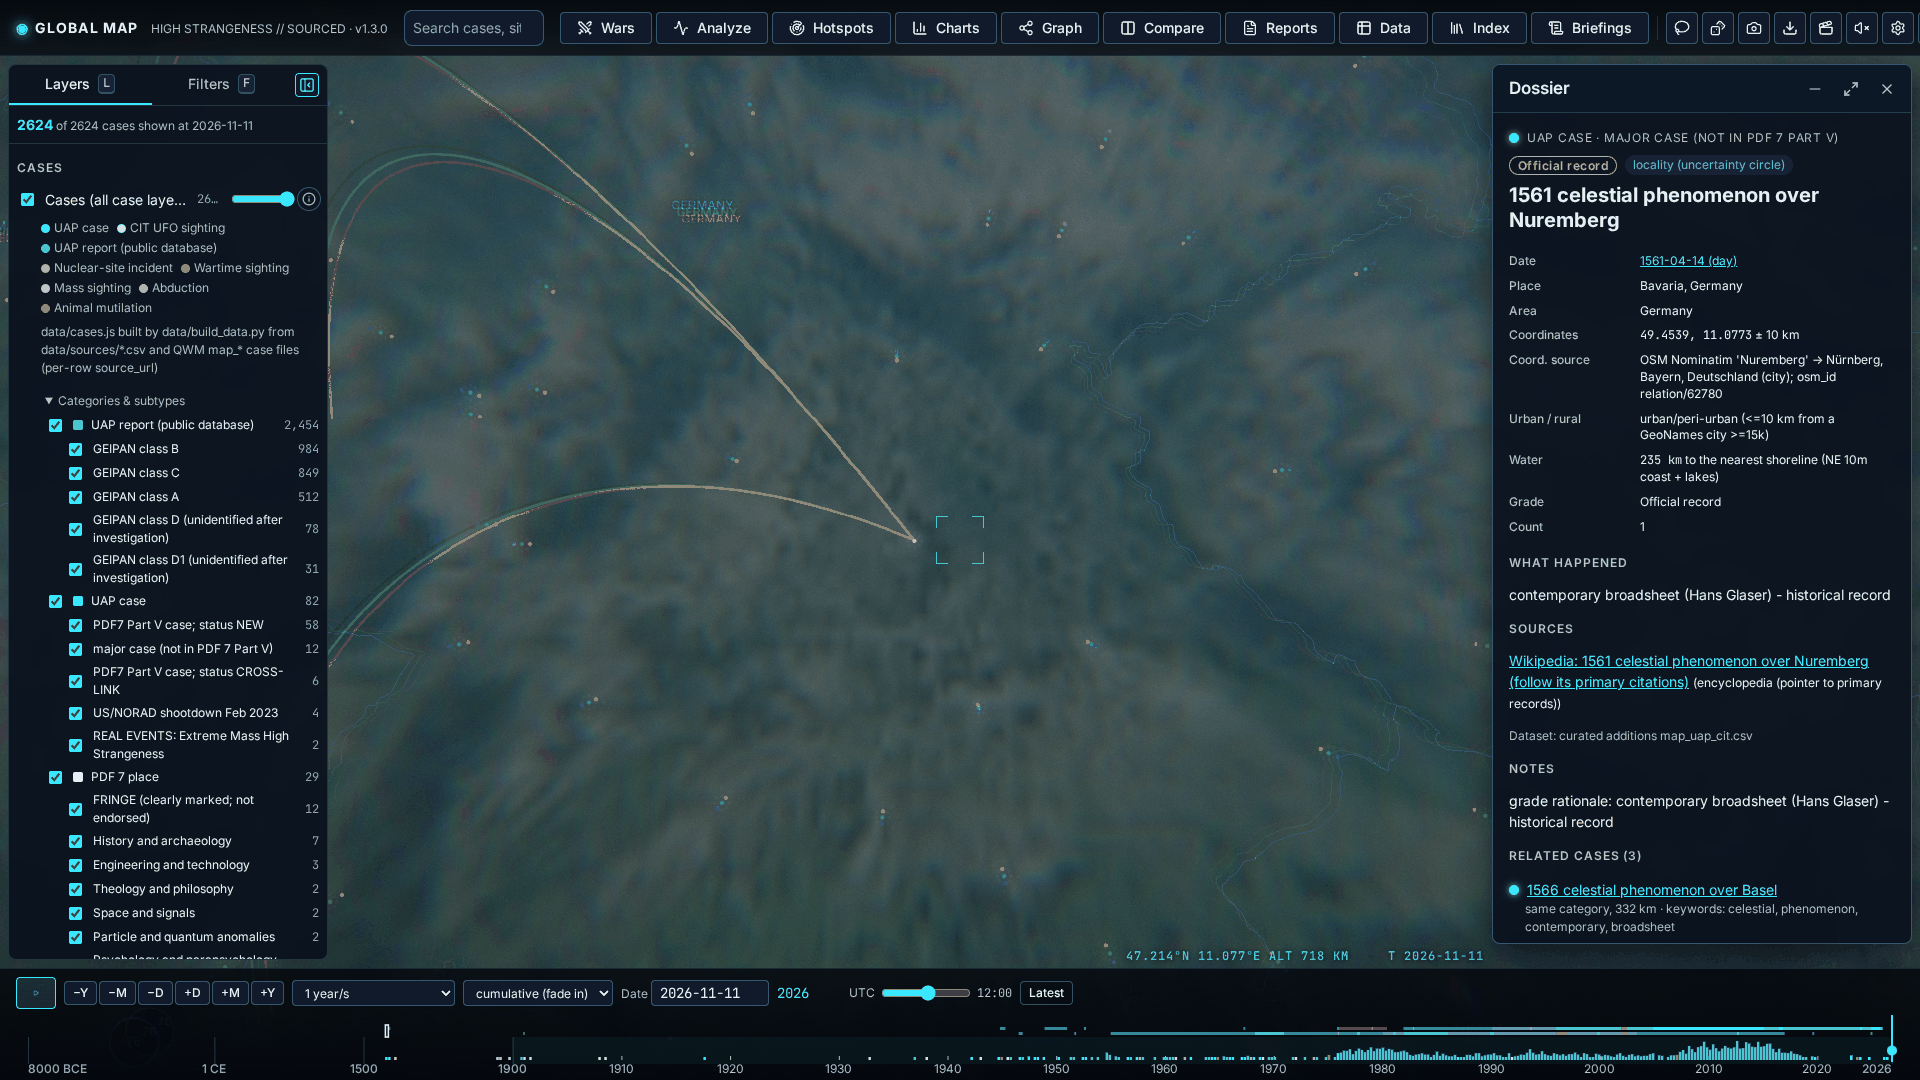 GLOBAL MAP HIGH STRANGENESS // SOURCED · v1.3.0
Search cases, sit
Wars
Analyze
Hotspots
Charts
Graph
Compare
Reports
Data
Index
Briefings
Layers L
Filters F
2624 of 2624 cases shown at 2026-11-11
CASES
Cases (all case laye... 26...
UAP case CIT UFO sighting
UAP report (public database)
Nuclear-site incident Wartime sighting
Mass sighting Abduction
Animal mutilation
data/cases.js built by data/build_data.py from
data/sources/*.csv and QWM map_* case files
(per-row source_url)
▼ Categories & subtypes
UAP report (public database) 2,454
GEIPAN class B 984
GEIPAN class C 849
GEIPAN class A 512
GEIPAN class D (unidentified after
investigation) 78
GEIPAN class D1 (unidentified after
investigation) 31
UAP case 82
PDF7 Part V case; status NEW 58
major case (not in PDF 7 Part V) 12
PDF7 Part V case; status CROSS-
LINK 6
US/NORAD shootdown Feb 2023 4
REAL EVENTS: Extreme Mass High
Strangeness 2
PDF 7 place 29
FRINGE (clearly marked; not
endorsed) 12
History and archaeology 7
Engineering and technology 3
Theology and philosophy 2
Space and signals 2
Particle and quantum anomalies 2
GERMANY
47.214°N 11.077°E ALT 718 KM T 2026-11-11
Dossier
UAP CASE · MAJOR CASE (NOT IN PDF 7 PART V)
Official record locality (uncertainty circle)
1561 celestial phenomenon over
Nuremberg
Date 1561-04-14 (day)
Place Bavaria, Germany
Area Germany
Coordinates 49.4539, 11.0773 ± 10 km
Coord. source OSM Nominatim 'Nuremberg' → Nürnberg,
Bayern, Deutschland (city); osm_id
relation/62780
Urban / rural urban/peri-urban (<=10 km from a
GeoNames city >=15k)
Water 235 km to the nearest shoreline (NE 10m
coast + lakes)
Grade Official record
Count 1
WHAT HAPPENED
contemporary broadsheet (Hans Glaser) - historical record
SOURCES
Wikipedia: 1561 celestial phenomenon over Nuremberg
(follow its primary citations) (encyclopedia (pointer to primary
records))
Dataset: curated additions map_uap_cit.csv
NOTES
grade rationale: contemporary broadsheet (Hans Glaser) -
historical record
RELATED CASES (3)
1566 celestial phenomenon over Basel
same category, 332 km · keywords: celestial, phenomenon,
contemporary, broadsheet
−Y −M −D +D +M +Y
1 year/s
cumulative (fade in)
Date 2026-11-11 2026
UTC 12:00 Latest
8000 BCE 1 CE 1500 1900 1910 1920 1930 1940 1950 1960 1970 1980 1990 2000 2010 2020 2026